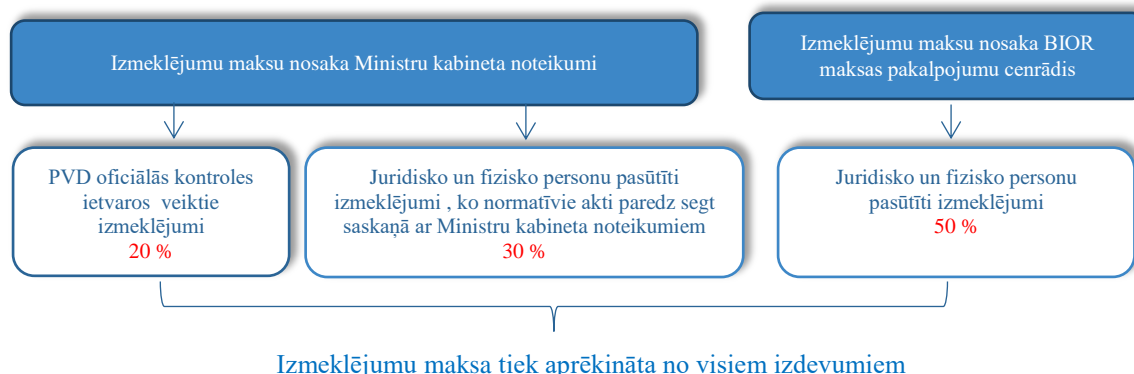 Izmeklējumu maksu nosaka Ministru kabineta noteikumi
Izmeklējumu maksu nosaka BIOR
maksas pakalpojumu cenrādis
PVD oficiālās kontroles
ietvaros veiktie
izmeklējumi
20 %
Juridisko un fizisko personu pasūtīti
izmeklējumi , ko normatīvie akti paredz segt
saskaņā ar Ministru kabineta noteikumiem
30 %
Juridisko un fizisko personu
pasūtīti izmeklējumi
50 %
Izmeklējumu maksa tiek aprēķināta no visiem izdevumiem